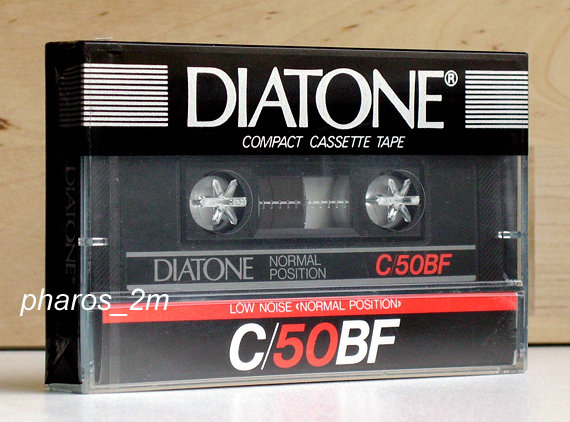 DIATONE®
COMPACT CASSETTE TAPE
DIATONE
DIATONE NORMAL POSITION C/50BF
pharos_2m
LOW NOISE «NORMAL POSITION»
C/50BF